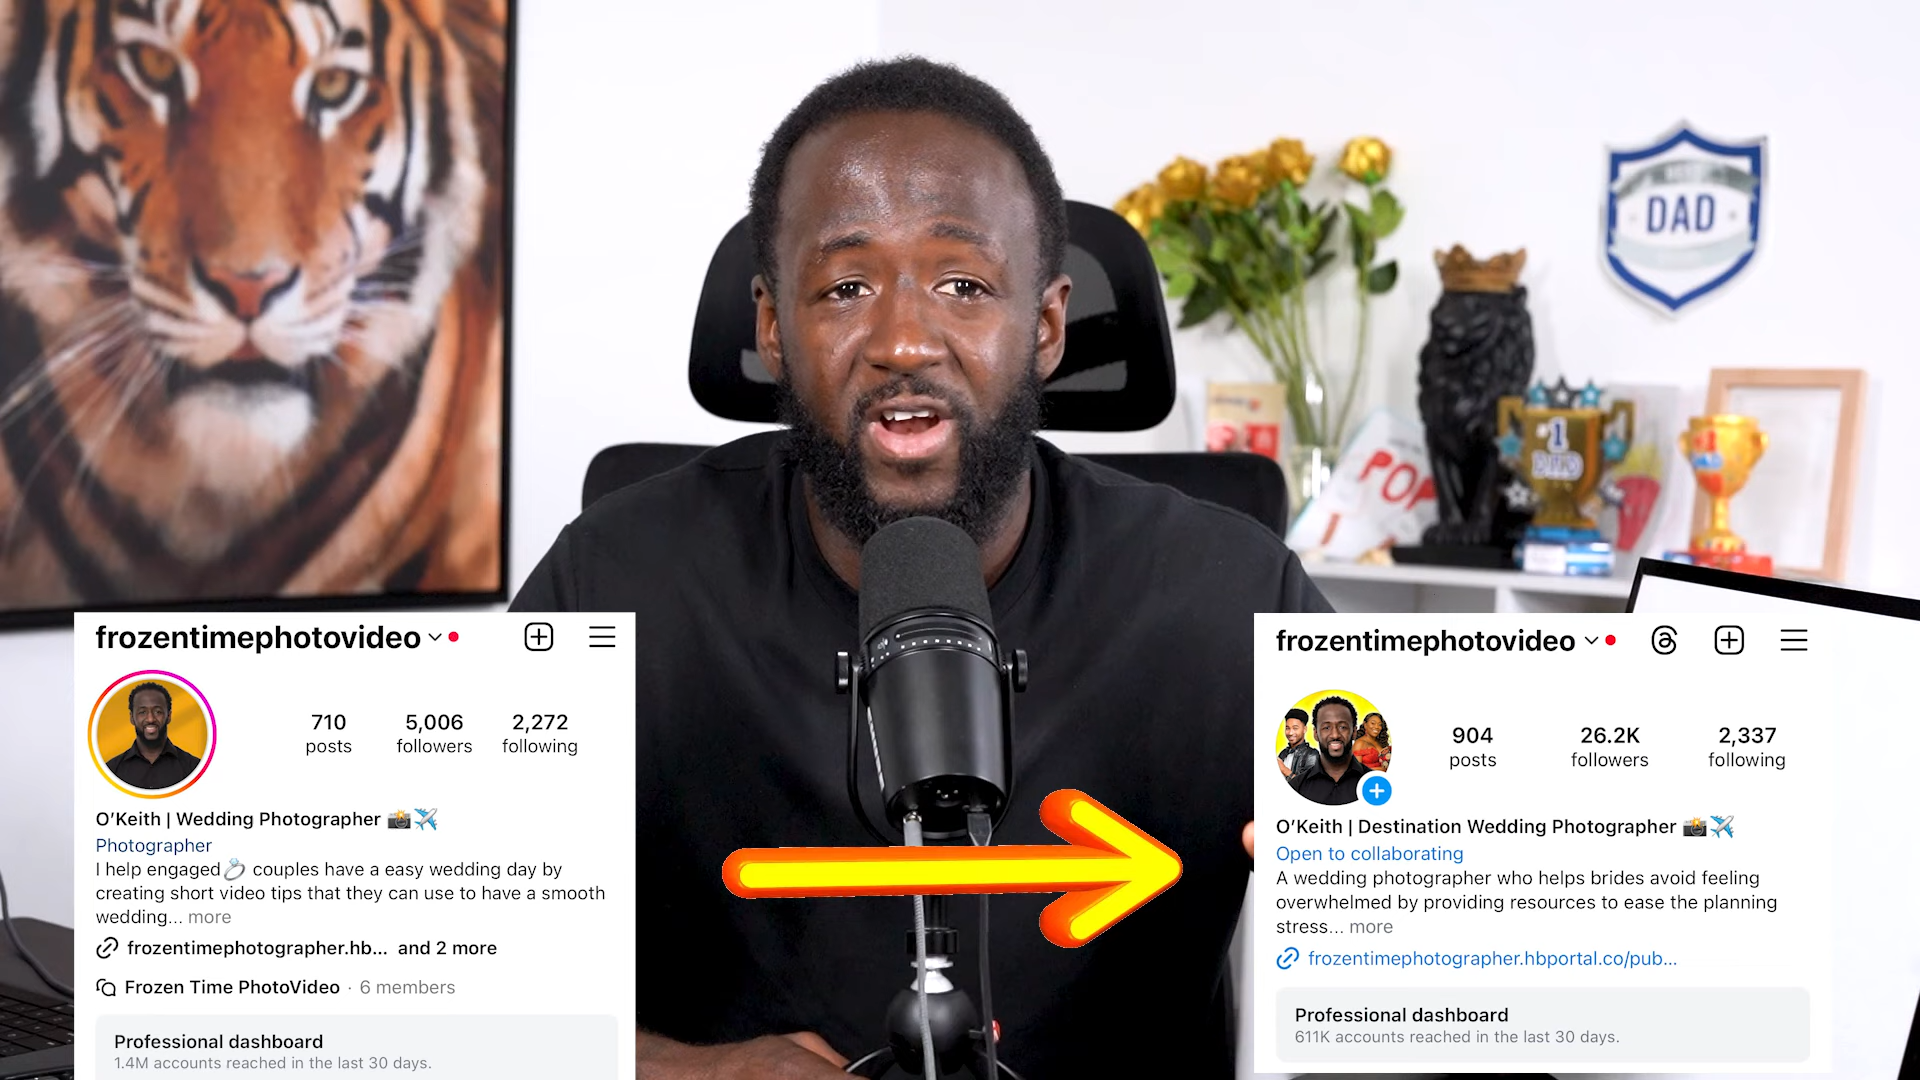 DAD
POP
#1
DAD
frozentimephotovideo
710 posts
5,006 followers
2,272 following
O’Keith | Wedding Photographer 📸✈️
Photographer
I help engaged💍 couples have a easy wedding day by
creating short video tips that they can use to have a smooth
wedding... more
frozentimephotographer.hb... and 2 more
Frozen Time PhotoVideo · 6 members
Professional dashboard
1.4M accounts reached in the last 30 days.
frozentimephotovideo
904 posts
26.2K followers
2,337 following
O’Keith | Destination Wedding Photographer 📸✈️
Open to collaborating
A wedding photographer who helps brides avoid feeling
overwhelmed by providing resources to ease the planning
stress... more
frozentimephotographer.hbportal.co/pub...
Professional dashboard
611K accounts reached in the last 30 days.